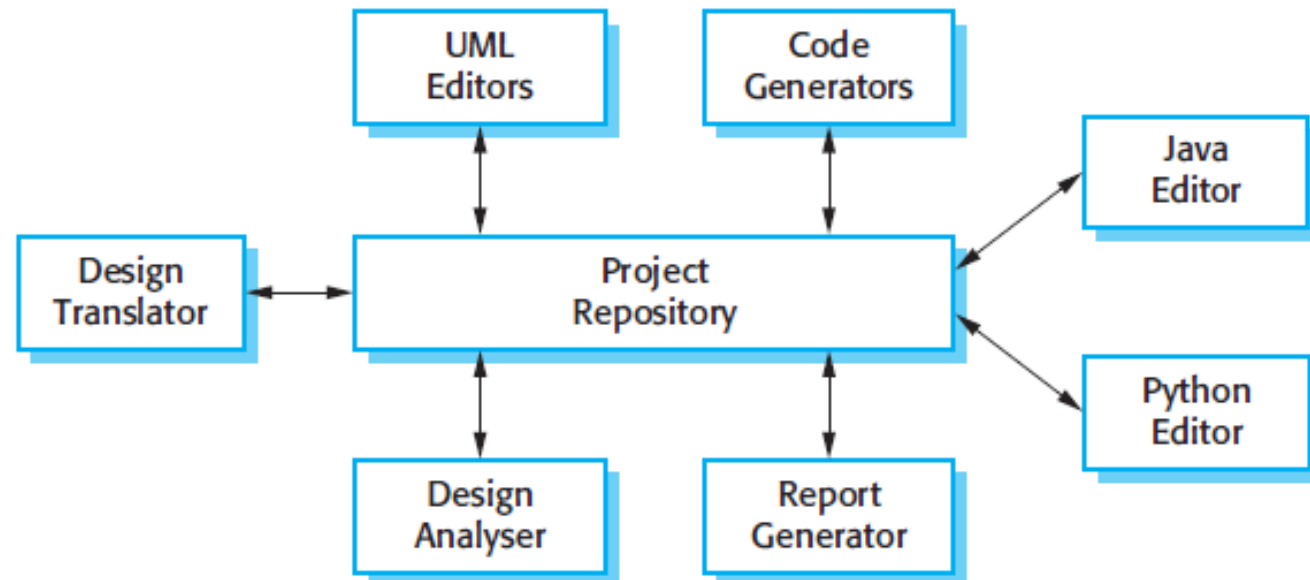 UML
Editors
Code
Generators
Java
Editor
Design
Translator
Project
Repository
Python
Editor
Design
Analyser
Report
Generator